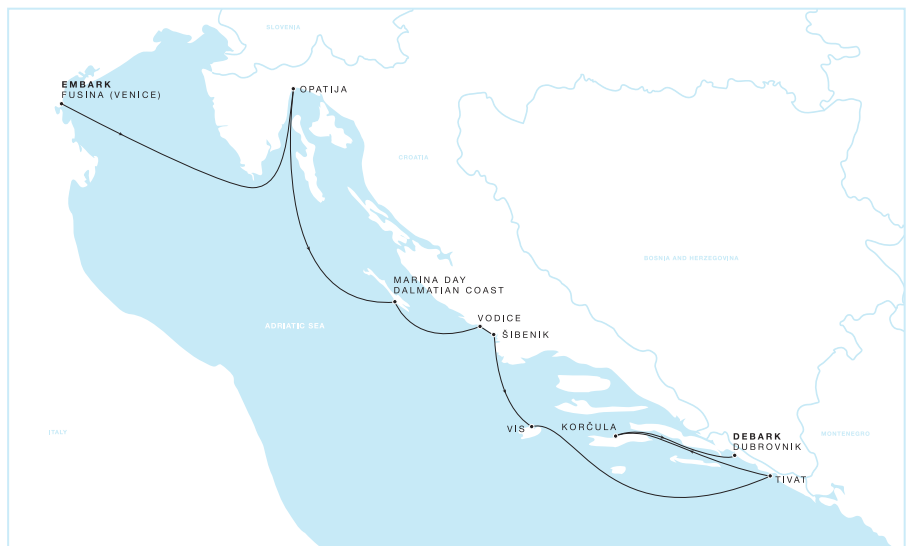 SLOVENIJA
EMBARK
FUSINA (VENICE)
OPATIJA
CROATIA
BOSNIA AND HERZEGOVINA
MARINA DAY
DALMATIAN COAST
ADRIATIC SEA
VODICE
ŠIBENIK
VIS
KORČULA
ITALY
DEBARK
DUBROVNIK
MONTENEGRO
TIVAT